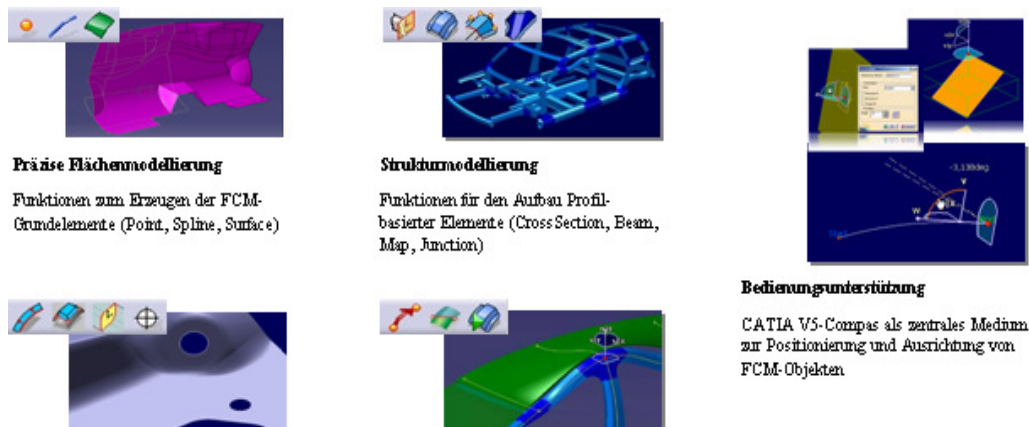 Präzise Flächenmodellierung
Funktionen zum Erzeugen der FCM-
Grundelemente (Point, Spline, Surface)
Strukturmodellierung
Funktionen für den Aufbau Profil-
basierter Elemente (Cross Section, Beam,
Map, Junction)
-3,138deg
V
W
Bedienungsunterstützung
CATIA V5-Compas als zentrales Medium
zur Positionierung und Ausrichtung von
FCM-Objekten